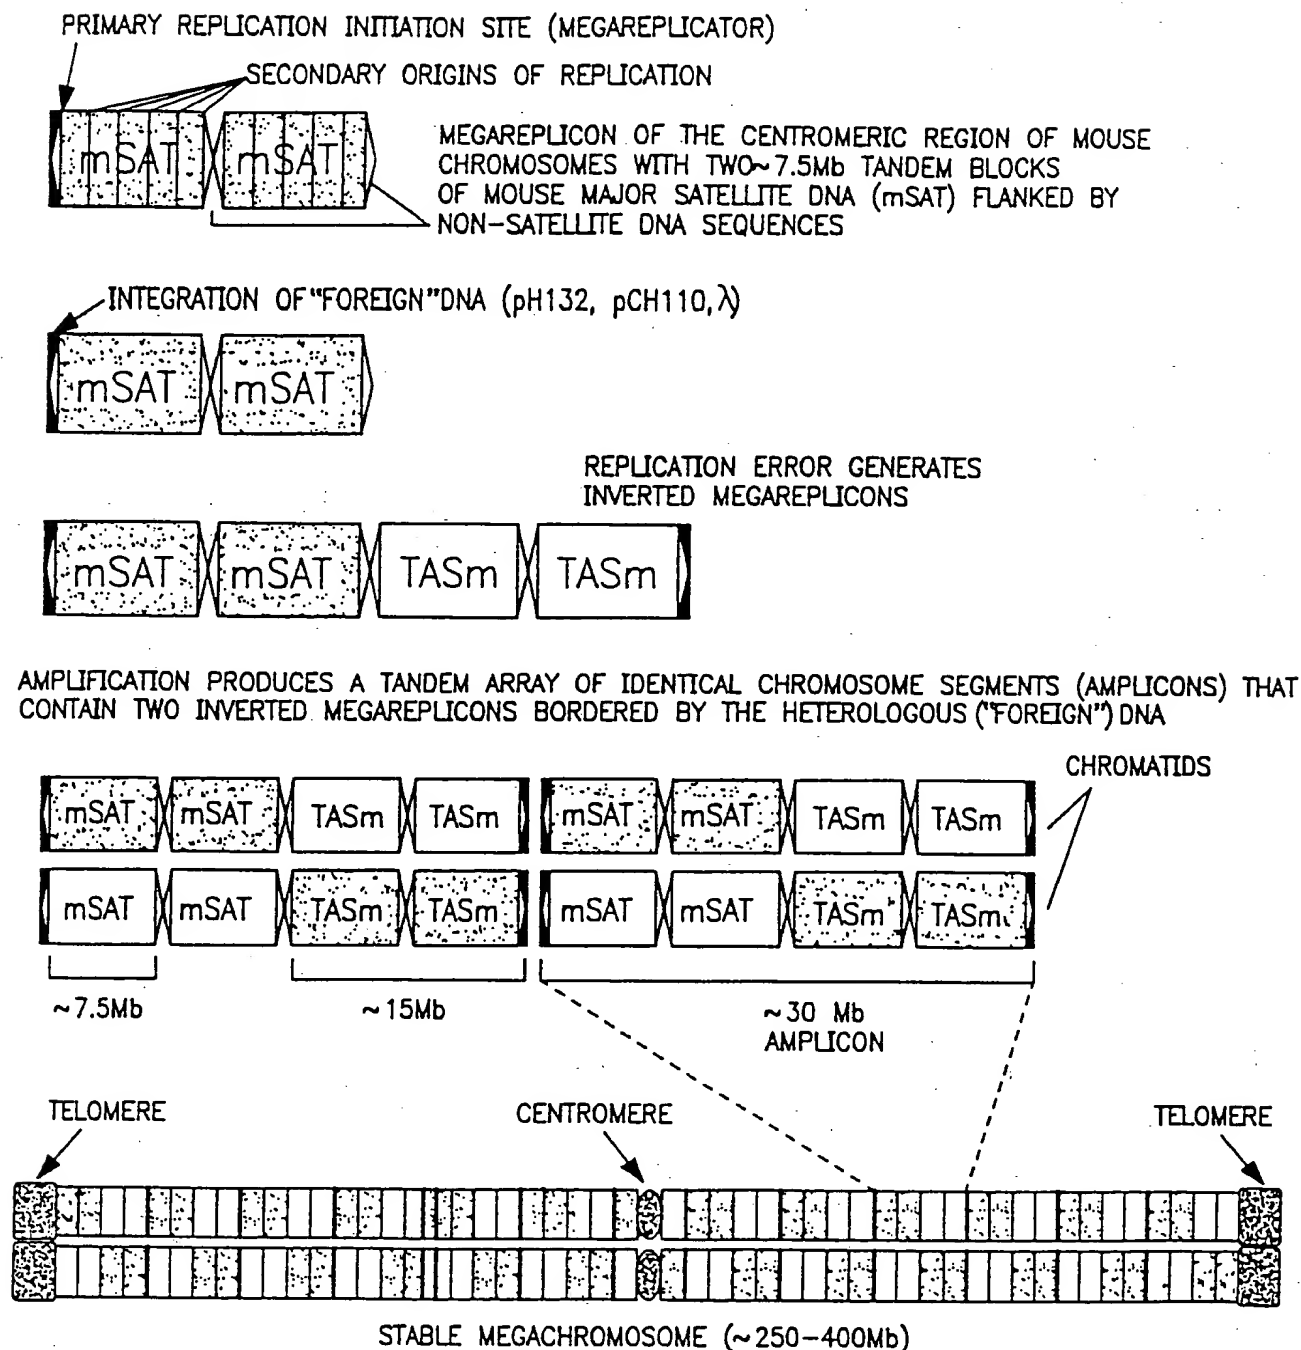 PRIMARY REPLICATION INITIATION SITE (MEGAREPLICATOR)
SECONDARY ORIGINS OF REPLICATION
mSAT mSAT
MEGAREPLICON OF THE CENTROMERIC REGION OF MOUSE
CHROMOSOMES WITH TWO~7.5Mb TANDEM BLOCKS
OF MOUSE MAJOR SATELLITE DNA (mSAT) FLANKED BY
NON-SATELLITE DNA SEQUENCES
INTEGRATION OF "FOREIGN" DNA (pH132, pCH110, λ)
mSAT mSAT
REPLICATION ERROR GENERATES
INVERTED MEGAREPLICONS
mSAT mSAT TASm TASm
AMPLIFICATION PRODUCES A TANDEM ARRAY OF IDENTICAL CHROMOSOME SEGMENTS (AMPLICONS) THAT
CONTAIN TWO INVERTED MEGAREPLICONS BORDERED BY THE HETEROLOGOUS ("FOREIGN") DNA
CHROMATIDS
mSAT mSAT TASm TASm mSAT mSAT TASm TASm
mSAT mSAT TASm TASm mSAT mSAT TASm TASm
~7.5Mb ~15Mb ~30 Mb
AMPLICON
TELOMERE CENTROMERE TELOMERE
STABLE MEGACHROMOSOME (~250-400Mb)